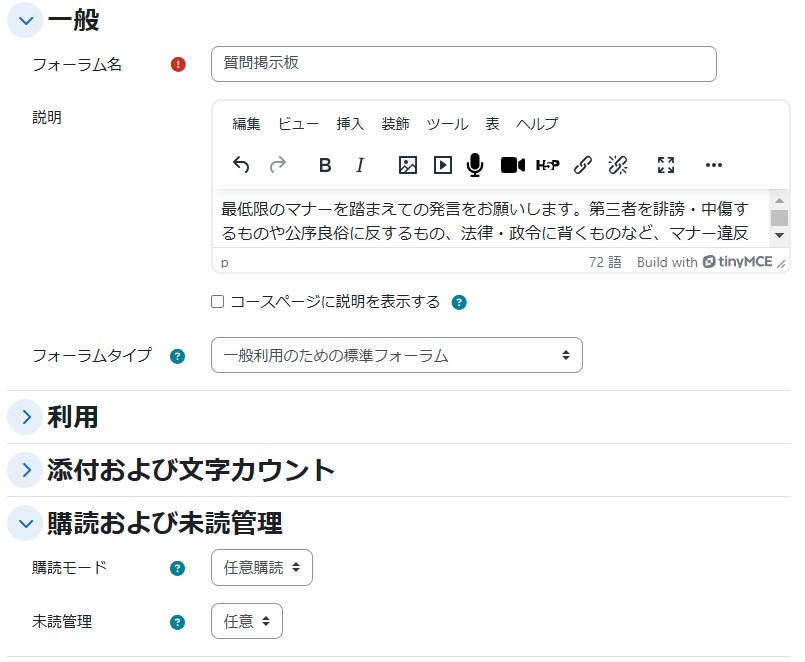 一般
フォーラム名
質問掲示板
説明
編集 ビュー 挿入 装飾 ツール 表 ヘルプ
B I H5P
最低限のマナーを踏まえての発言をお願いします。第三者を誹謗・中傷す
るものや公序良俗に反するもの、法律・政令に背くものなど、マナー違反
p 72 語 Build with tinyMCE
コースページに説明を表示する ?
フォーラムタイプ ? 一般利用のための標準フォーラム
利用
添付および文字カウント
購読および未読管理
購読モード ? 任意購読
未読管理 ? 任意